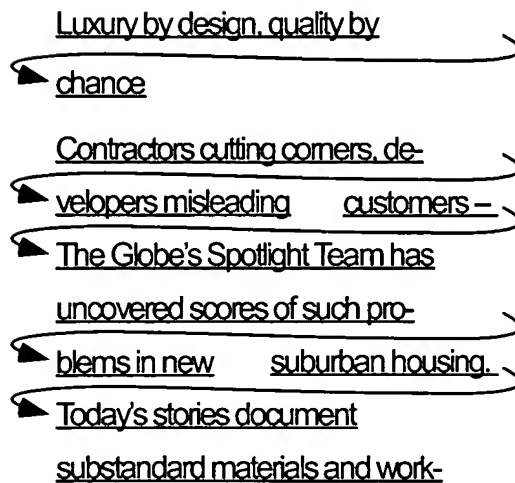 Luxury by design, quality by
chance
Contractors cutting corners, de-
velopers misleading customers –
The Globe's Spotlight Team has
uncovered scores of such pro-
blems in new suburban housing.
Today's stories document
substandard materials and work-